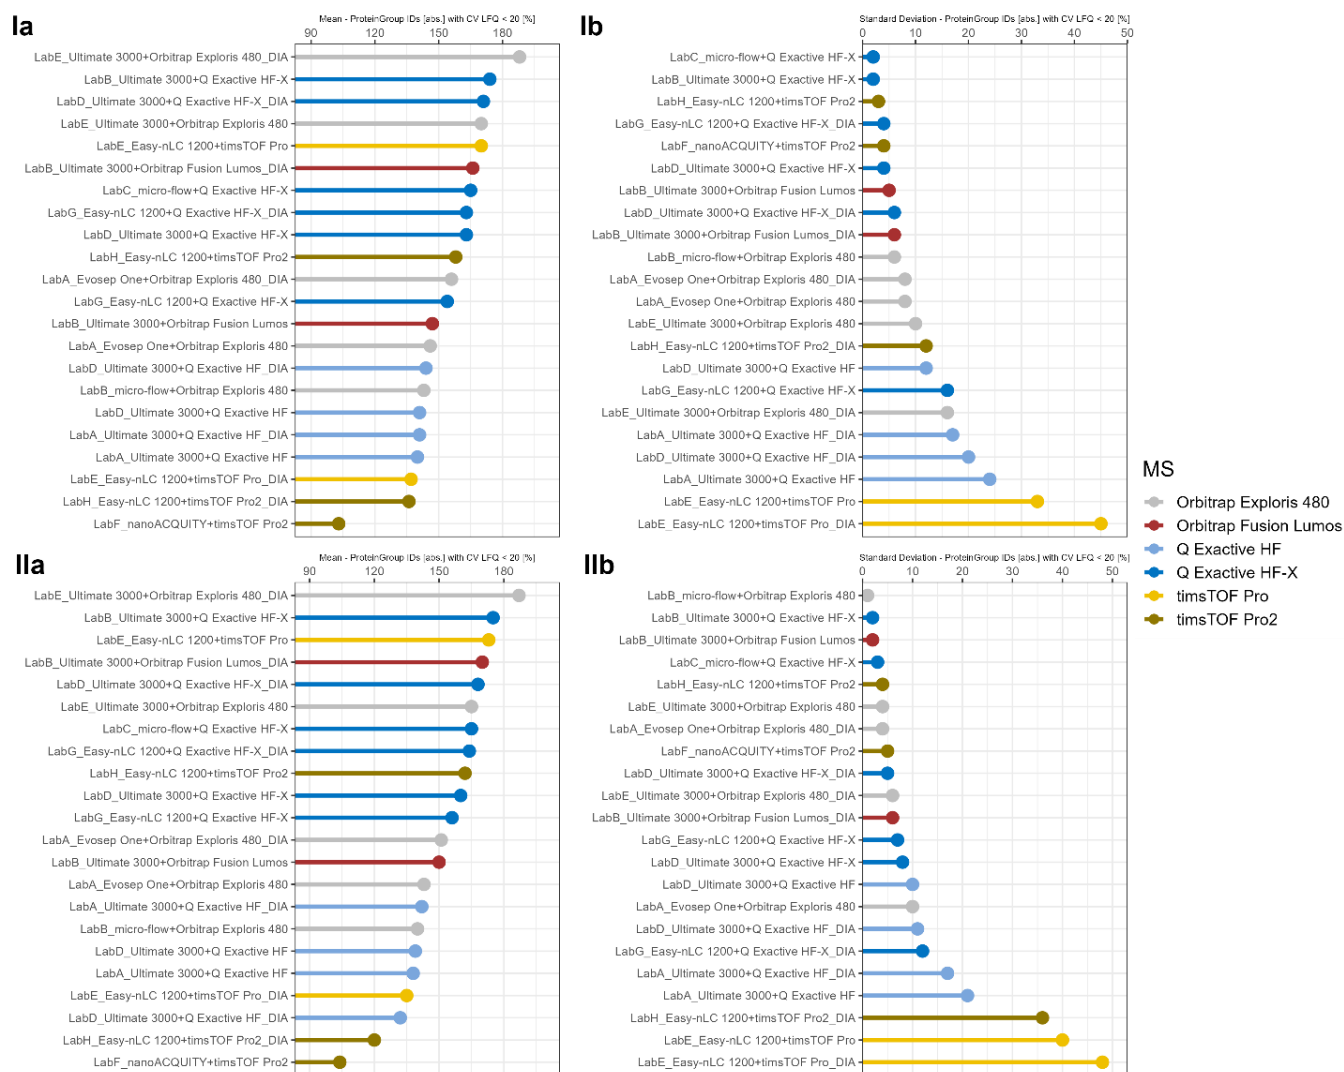 Ia
Mean - ProteinGroup IDs [abs.] with CV LFQ < 20 [%]
90 120 150 180
LabE_Ultimate 3000+Orbitrap Exploris 480_DIA
LabB_Ultimate 3000+Q Exactive HF-X
LabD_Ultimate 3000+Q Exactive HF-X_DIA
LabE_Ultimate 3000+Orbitrap Exploris 480
LabE_Easy-nLC 1200+timsTOF Pro
LabB_Ultimate 3000+Orbitrap Fusion Lumos_DIA
LabC_micro-flow+Q Exactive HF-X
LabG_Easy-nLC 1200+Q Exactive HF-X_DIA
LabD_Ultimate 3000+Q Exactive HF-X
LabH_Easy-nLC 1200+timsTOF Pro2
LabA_Evosep One+Orbitrap Exploris 480_DIA
LabG_Easy-nLC 1200+Q Exactive HF-X
LabB_Ultimate 3000+Orbitrap Fusion Lumos
LabA_Evosep One+Orbitrap Exploris 480
LabD_Ultimate 3000+Q Exactive HF_DIA
LabB_micro-flow+Orbitrap Exploris 480
LabD_Ultimate 3000+Q Exactive HF
LabA_Ultimate 3000+Q Exactive HF_DIA
LabA_Ultimate 3000+Q Exactive HF
LabE_Easy-nLC 1200+timsTOF Pro_DIA
LabH_Easy-nLC 1200+timsTOF Pro2_DIA
LabF_nanoACQUITY+timsTOF Pro2
Ib
Standard Deviation - ProteinGroup IDs [abs.] with CV LFQ < 20 [%]
0 10 20 30 40 50
LabC_micro-flow+Q Exactive HF-X
LabB_Ultimate 3000+Q Exactive HF-X
LabH_Easy-nLC 1200+timsTOF Pro2
LabG_Easy-nLC 1200+Q Exactive HF-X_DIA
LabF_nanoACQUITY+timsTOF Pro2
LabD_Ultimate 3000+Q Exactive HF-X
LabB_Ultimate 3000+Orbitrap Fusion Lumos
LabD_Ultimate 3000+Q Exactive HF-X_DIA
LabB_Ultimate 3000+Orbitrap Fusion Lumos_DIA
LabB_micro-flow+Orbitrap Exploris 480
LabA_Evosep One+Orbitrap Exploris 480_DIA
LabA_Evosep One+Orbitrap Exploris 480
LabE_Ultimate 3000+Orbitrap Exploris 480
LabH_Easy-nLC 1200+timsTOF Pro2_DIA
LabD_Ultimate 3000+Q Exactive HF
LabG_Easy-nLC 1200+Q Exactive HF-X
LabE_Ultimate 3000+Orbitrap Exploris 480_DIA
LabA_Ultimate 3000+Q Exactive HF_DIA
LabD_Ultimate 3000+Q Exactive HF_DIA
LabA_Ultimate 3000+Q Exactive HF
LabE_Easy-nLC 1200+timsTOF Pro
LabE_Easy-nLC 1200+timsTOF Pro_DIA
MS
Orbitrap Exploris 480
Orbitrap Fusion Lumos
Q Exactive HF
Q Exactive HF-X
timsTOF Pro
timsTOF Pro2
IIa
Mean - ProteinGroup IDs [abs.] with CV LFQ < 20 [%]
90 120 150 180
LabE_Ultimate 3000+Orbitrap Exploris 480_DIA
LabB_Ultimate 3000+Q Exactive HF-X
LabE_Easy-nLC 1200+timsTOF Pro
LabB_Ultimate 3000+Orbitrap Fusion Lumos_DIA
LabD_Ultimate 3000+Q Exactive HF-X_DIA
LabE_Ultimate 3000+Orbitrap Exploris 480
LabC_micro-flow+Q Exactive HF-X
LabG_Easy-nLC 1200+Q Exactive HF-X_DIA
LabH_Easy-nLC 1200+timsTOF Pro2
LabD_Ultimate 3000+Q Exactive HF-X
LabG_Easy-nLC 1200+Q Exactive HF-X
LabA_Evosep One+Orbitrap Exploris 480_DIA
LabB_Ultimate 3000+Orbitrap Fusion Lumos
LabA_Evosep One+Orbitrap Exploris 480
LabA_Ultimate 3000+Q Exactive HF_DIA
LabB_micro-flow+Orbitrap Exploris 480
LabD_Ultimate 3000+Q Exactive HF
LabA_Ultimate 3000+Q Exactive HF
LabE_Easy-nLC 1200+timsTOF Pro_DIA
LabD_Ultimate 3000+Q Exactive HF_DIA
LabH_Easy-nLC 1200+timsTOF Pro2_DIA
LabF_nanoACQUITY+timsTOF Pro2
IIb
Standard Deviation - ProteinGroup IDs [abs.] with CV LFQ < 20 [%]
0 10 20 30 40 50
LabB_micro-flow+Orbitrap Exploris 480
LabB_Ultimate 3000+Q Exactive HF-X
LabB_Ultimate 3000+Orbitrap Fusion Lumos
LabC_micro-flow+Q Exactive HF-X
LabH_Easy-nLC 1200+timsTOF Pro2
LabE_Ultimate 3000+Orbitrap Exploris 480
LabA_Evosep One+Orbitrap Exploris 480_DIA
LabF_nanoACQUITY+timsTOF Pro2
LabD_Ultimate 3000+Q Exactive HF-X_DIA
LabE_Ultimate 3000+Orbitrap Exploris 480_DIA
LabB_Ultimate 3000+Orbitrap Fusion Lumos_DIA
LabG_Easy-nLC 1200+Q Exactive HF-X
LabD_Ultimate 3000+Q Exactive HF-X
LabD_Ultimate 3000+Q Exactive HF
LabA_Evosep One+Orbitrap Exploris 480
LabD_Ultimate 3000+Q Exactive HF_DIA
LabG_Easy-nLC 1200+Q Exactive HF-X_DIA
LabA_Ultimate 3000+Q Exactive HF_DIA
LabA_Ultimate 3000+Q Exactive HF
LabH_Easy-nLC 1200+timsTOF Pro2_DIA
LabE_Easy-nLC 1200+timsTOF Pro
LabE_Easy-nLC 1200+timsTOF Pro_DIA